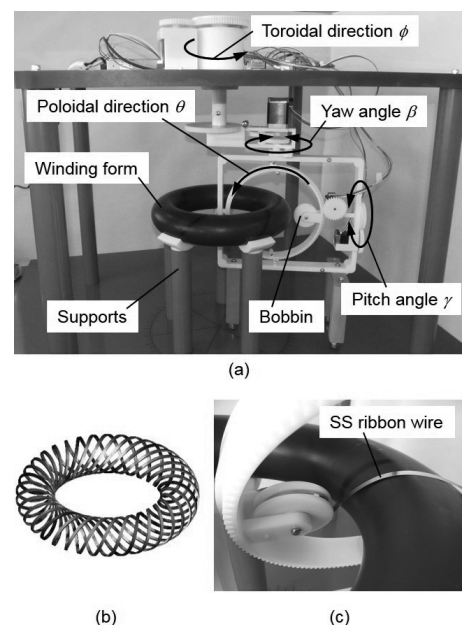 Toroidal direction ϕ
Poloidal direction θ
Yaw angle β
Winding form
Pitch angle γ
Supports
Bobbin
(a)
SS ribbon wire
(b)
(c)